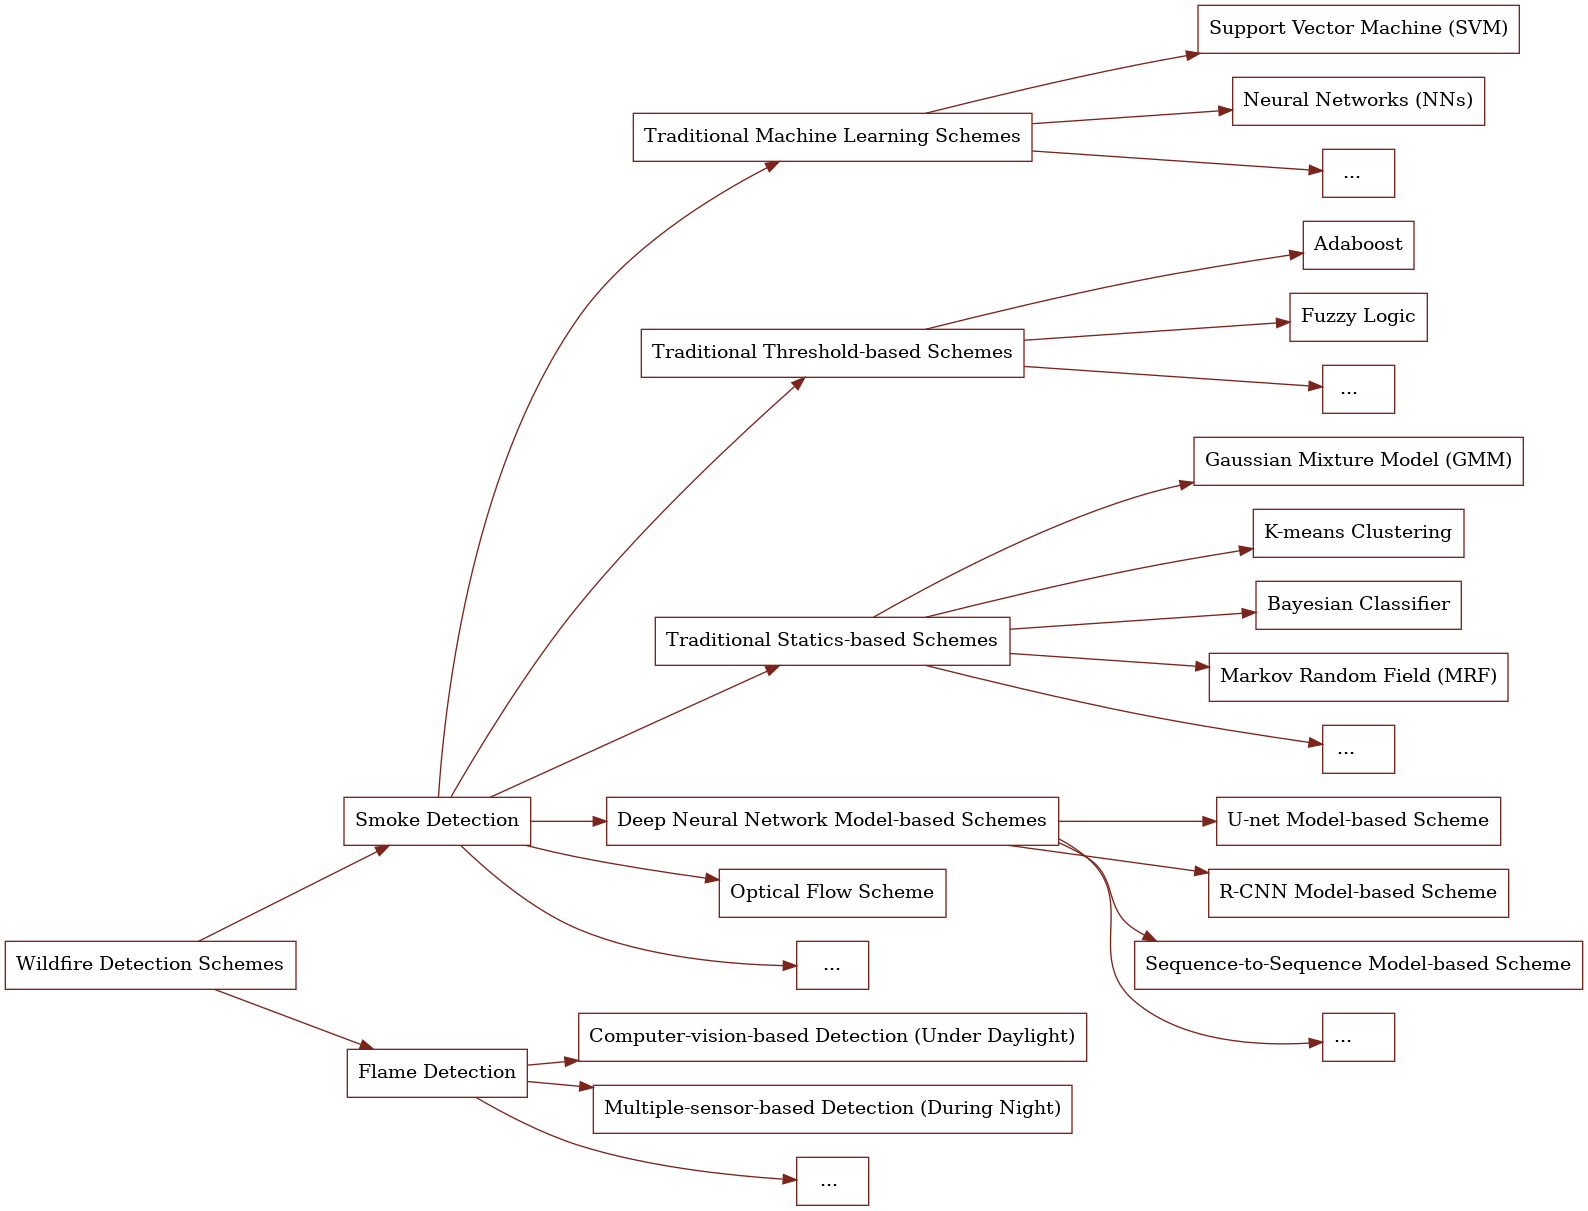 Support Vector Machine (SVM)
Neural Networks (NNs)
Traditional Machine Learning Schemes
...
Adaboost
Fuzzy Logic
Traditional Threshold-based Schemes
...
Gaussian Mixture Model (GMM)
K-means Clustering
Bayesian Classifier
Traditional Statics-based Schemes
Markov Random Field (MRF)
...
Smoke Detection
Deep Neural Network Model-based Schemes
U-net Model-based Scheme
Optical Flow Scheme
R-CNN Model-based Scheme
Wildfire Detection Schemes
...
Sequence-to-Sequence Model-based Scheme
Computer-vision-based Detection (Under Daylight)
...
Flame Detection
Multiple-sensor-based Detection (During Night)
...